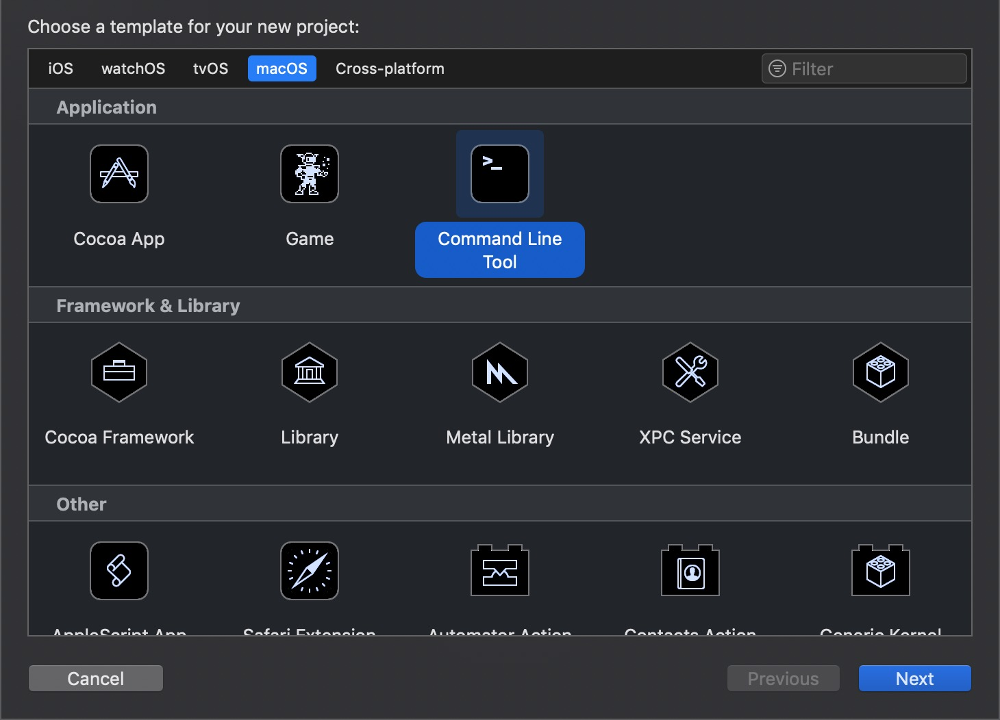 Choose a template for your new project:
iOS watchOS tvOS macOS Cross-platform Filter
Application
Cocoa App Game Command Line
Tool
Framework & Library
Cocoa Framework Library Metal Library XPC Service Bundle
Other
AppleScript App Safari Extension Automator Action Contacts Action Generic Kernel
Cancel Previous Next